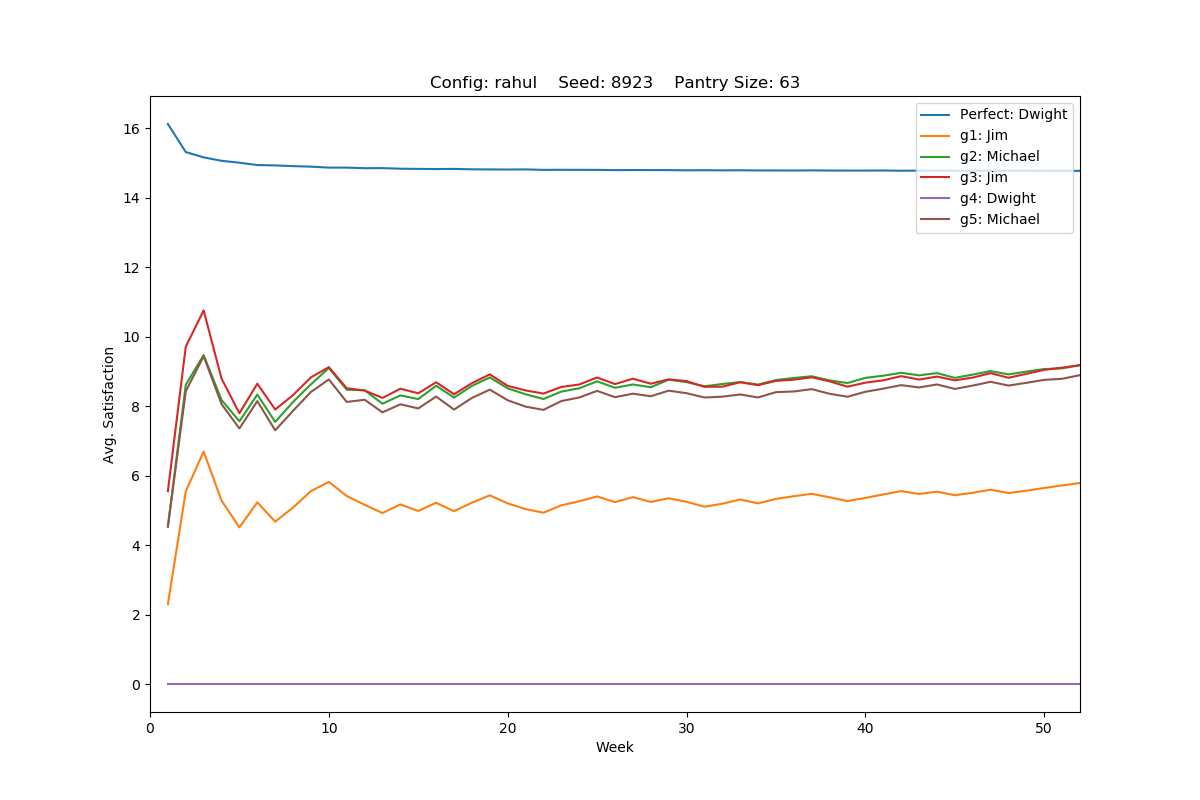 Config: rahul    Seed: 8923    Pantry Size: 63
Perfect: Dwight
g1: Jim
g2: Michael
g3: Jim
g4: Dwight
g5: Michael
Avg. Satisfaction
16
14
12
10
8
6
4
2
0
0 10 20 30 40 50
Week